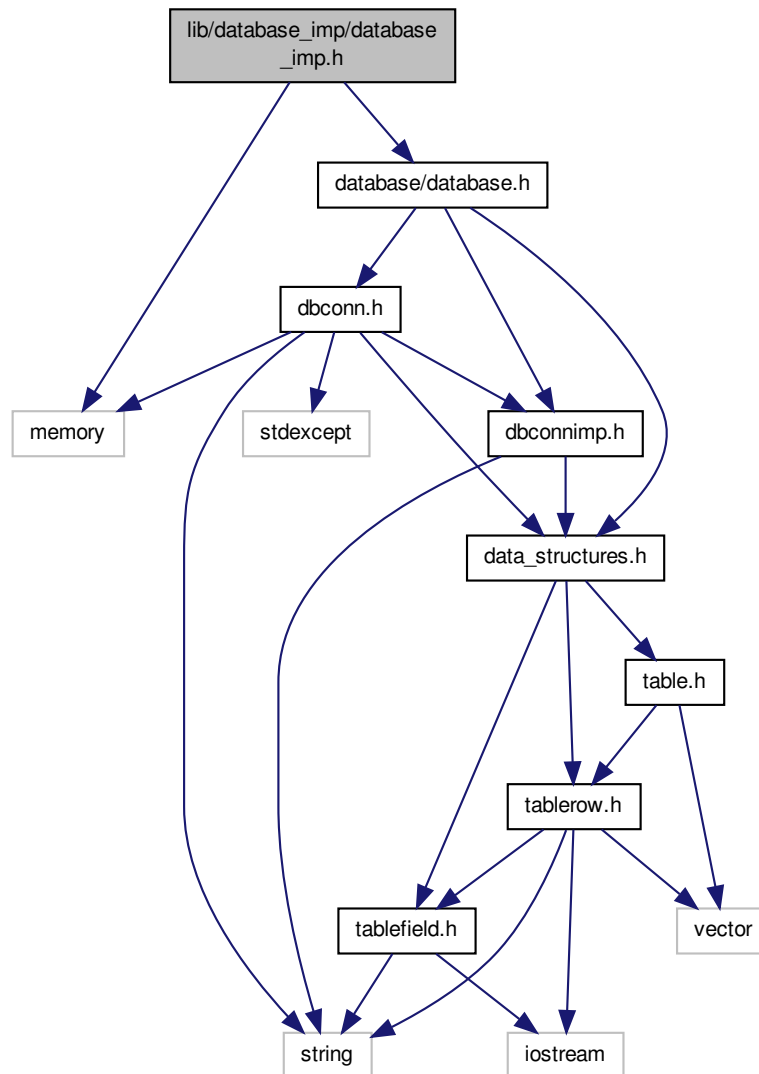 lib/database_imp/database
_imp.h
database/database.h
dbconn.h
memory
stdexcept
dbconnimp.h
data_structures.h
table.h
tablerow.h
tablefield.h
vector
string
iostream